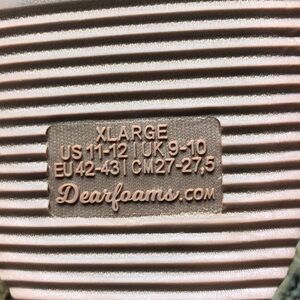 XLARGE
US 11-12 | UK 9-10
EU 42-43 | CM 27-27,5
Dearfoams.COM